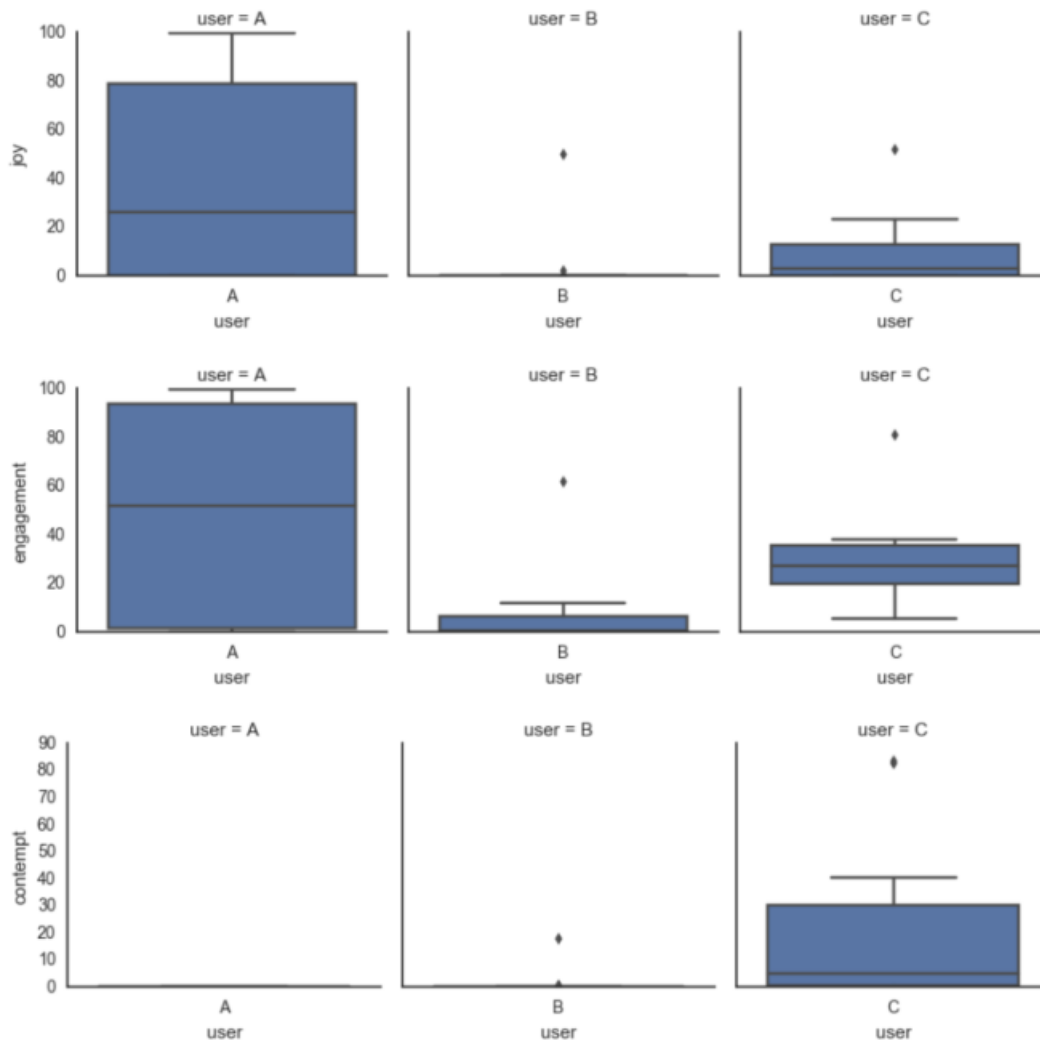 user = A user = B user = C
100
80
60
40
20
0
joy
A B C
user user user
user = A user = B user = C
100
80
60
40
20
0
engagement
A B C
user user user
user = A user = B user = C
90
80
70
60
50
40
30
20
10
0
contempt
A B C
user user user